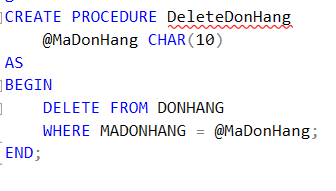 CREATE PROCEDURE DeleteDonHang
    @MaDonHang CHAR(10)
AS
BEGIN
    DELETE FROM DONHANG
    WHERE MADONHANG = @MaDonHang;
END;